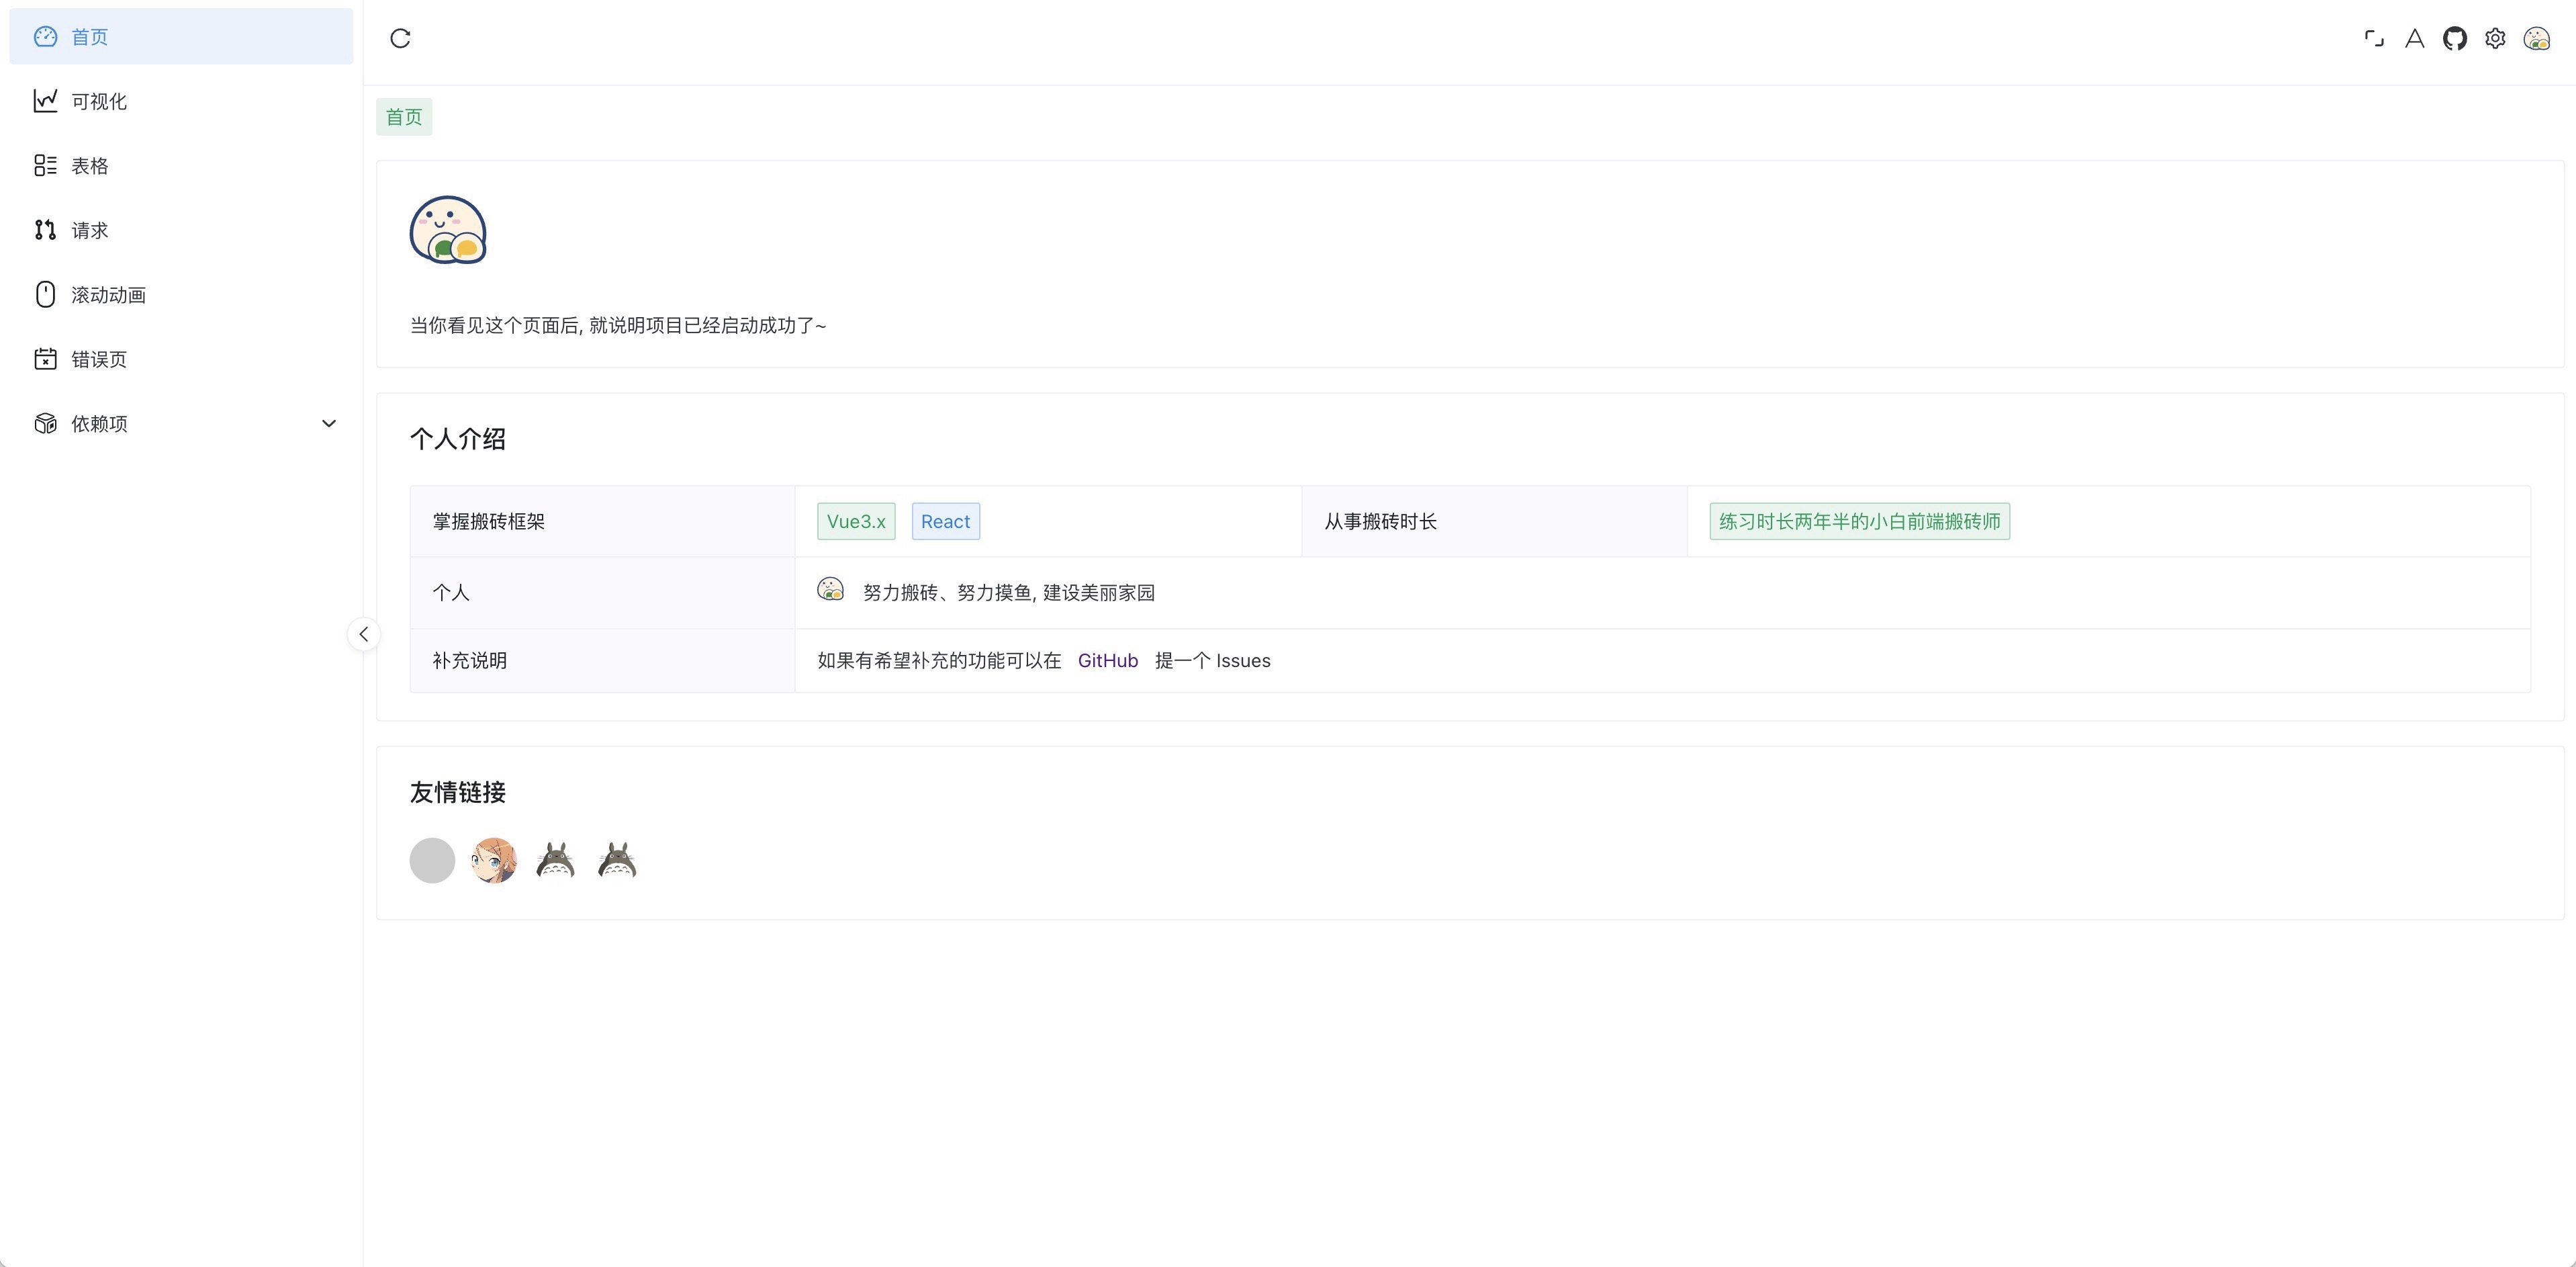 首页
可视化
表格
请求
滚动动画
错误页
依赖项
首页
当你看见这个页面后, 就说明项目已经启动成功了~
个人介绍
掌握搬砖框架 Vue3.x React 从事搬砖时长 练习时长两年半的小白前端搬砖师
个人 努力搬砖、努力摸鱼, 建设美丽家园
补充说明 如果有希望补充的功能可以在 GitHub 提一个 Issues
友情链接